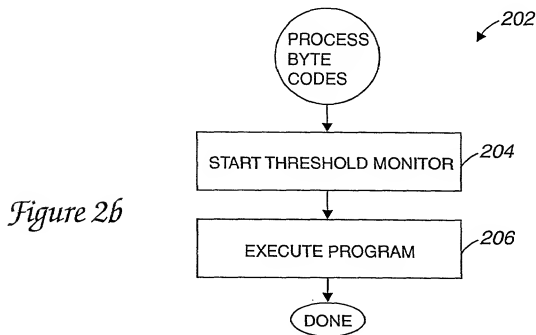 PROCESS
BYTE
CODES
202
START THRESHOLD MONITOR
204
Figure 2b
EXECUTE PROGRAM
206
DONE